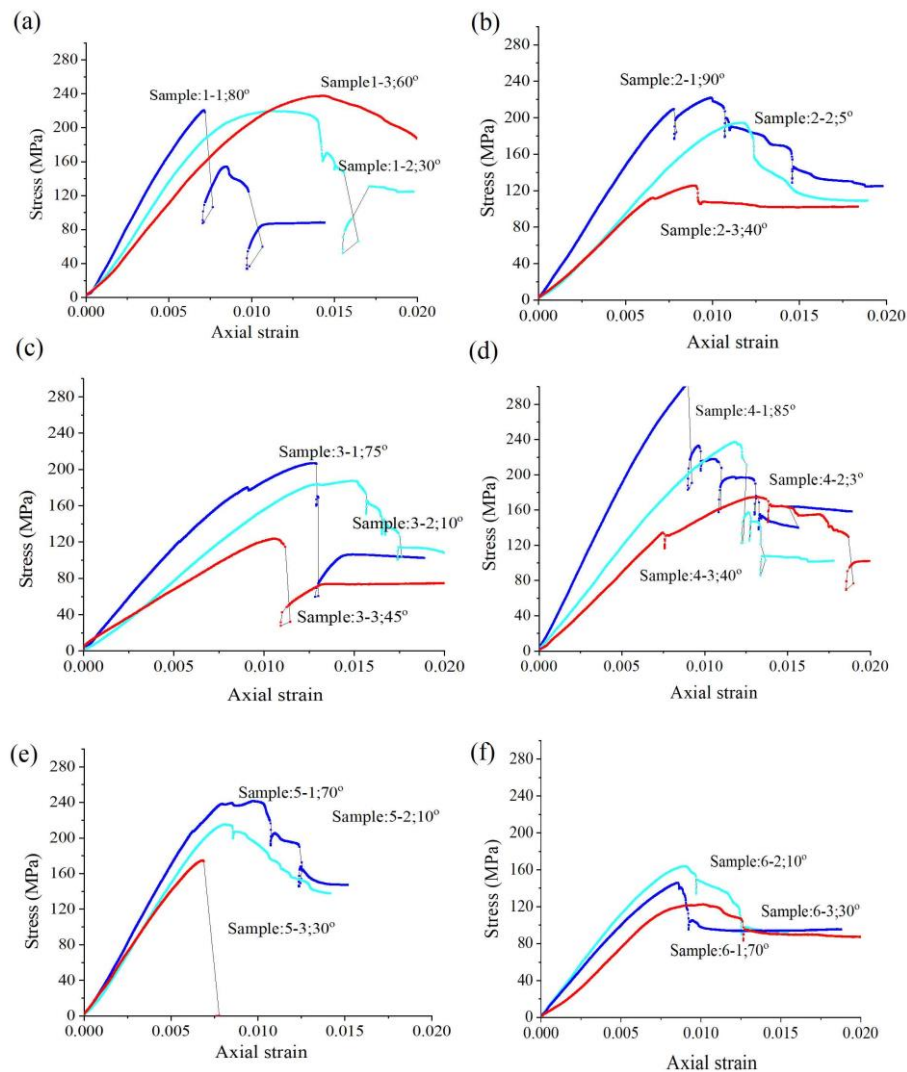 (a)
280
240
200
160
120
80
40
0
Stress (MPa)
Sample:1-1;80°
Sample1-3;60°
Sample:1-2;30°
0.000 0.005 0.010 0.015 0.020
Axial strain
(b)
280
240
200
160
120
80
40
0
Stress (MPa)
Sample:2-1;90°
Sample:2-2;5°
Sample:2-3;40°
0.000 0.005 0.010 0.015 0.020
Axial strain
(c)
280
240
200
160
120
80
40
0
Stress (MPa)
Sample:3-1;75°
Sample:3-2;10°
Sample:3-3;45°
0.000 0.005 0.010 0.015 0.020
Axial strain
(d)
280
240
200
160
120
80
40
0
Stress (MPa)
Sample:4-1;85°
Sample:4-2;3°
Sample:4-3;40°
0.000 0.005 0.010 0.015 0.020
Axial strain
(e)
280
240
200
160
120
80
40
0
Stress (MPa)
Sample:5-1;70°
Sample:5-2;10°
Sample:5-3;30°
0.000 0.005 0.010 0.015 0.020
Axial strain
(f)
280
240
200
160
120
80
40
0
Stress (MPa)
Sample:6-2;10°
Sample:6-3;30°
Sample:6-1;70°
0.000 0.005 0.010 0.015 0.020
Axial strain